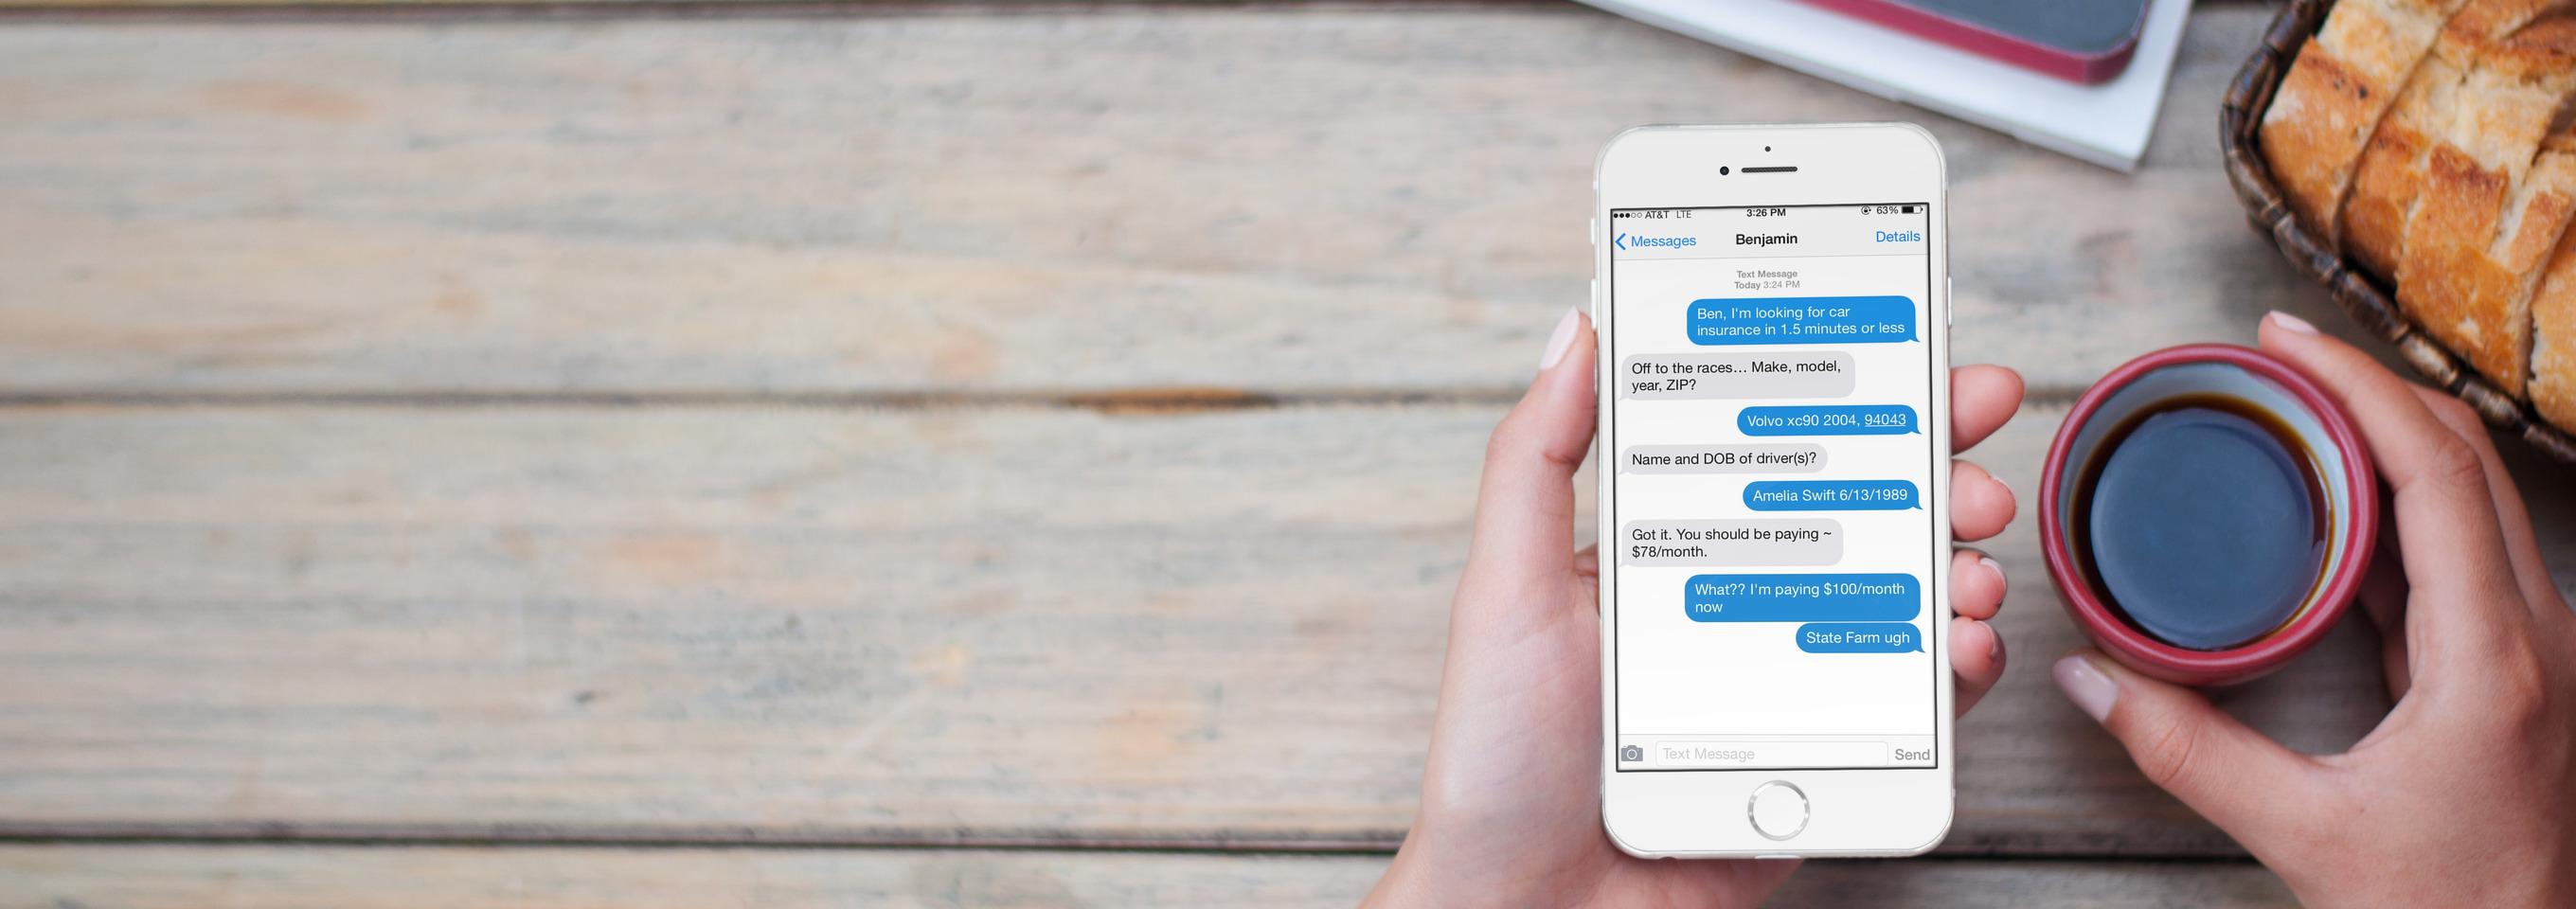 AT&T LTE 3:26 PM 63%
Messages Benjamin Details
Text Message
Today 3:24 PM
Ben, I'm looking for car
insurance in 1.5 minutes or less
Off to the races... Make, model,
year, ZIP?
Volvo xc90 2004, 94043
Name and DOB of driver(s)?
Amelia Swift 6/13/1989
Got it. You should be paying ~
$78/month.
What?? I'm paying $100/month
now
State Farm ugh
Text Message Send